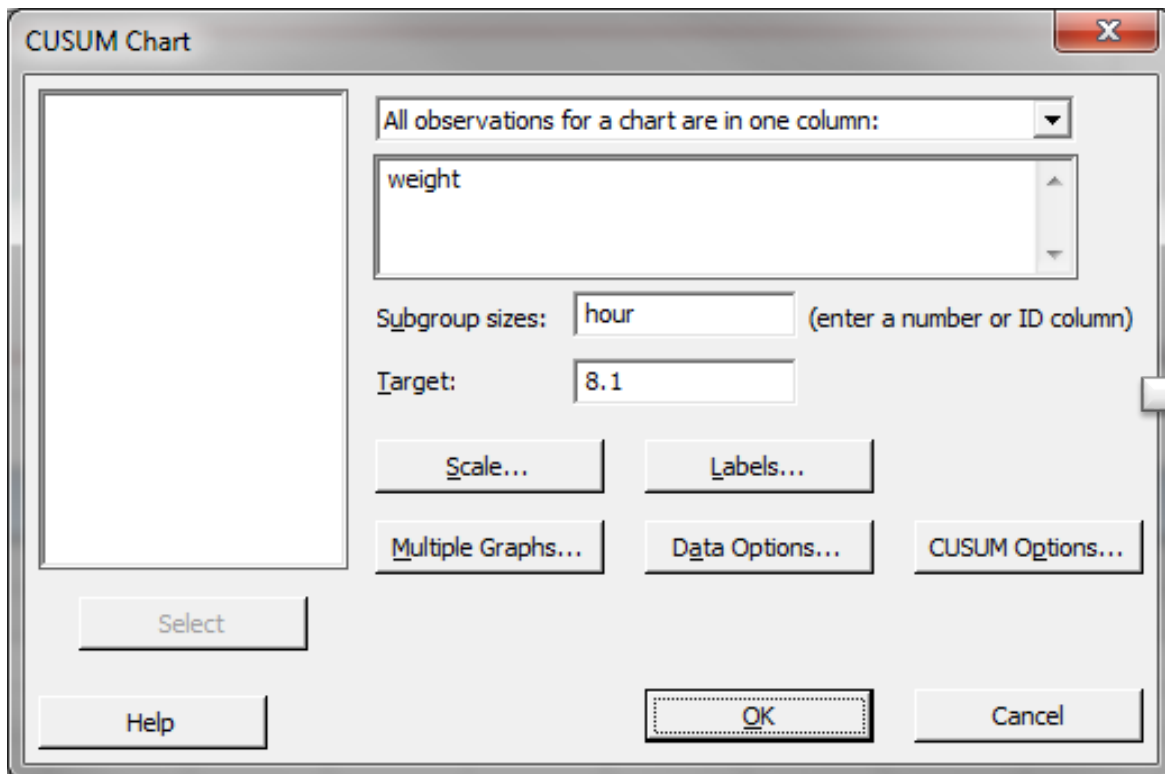 CUSUM Chart
All observations for a chart are in one column:
weight
Subgroup sizes: hour (enter a number or ID column)
Target: 8.1
Scale... Labels...
Multiple Graphs... Data Options... CUSUM Options...
Select
Help OK Cancel